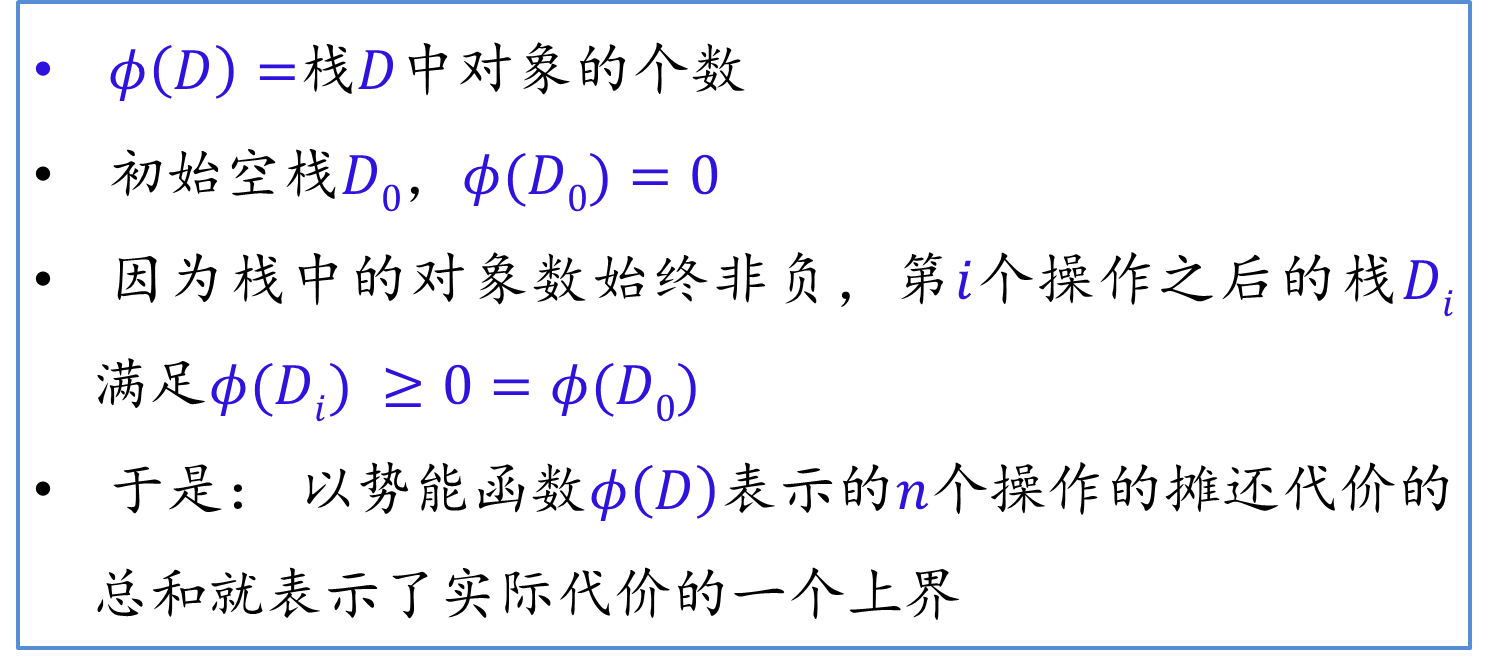 • ϕ(D) =栈D中对象的个数
• 初始空栈D₀，ϕ(D₀) = 0
• 因为栈中的对象数始终非负，第i个操作之后的栈Dᵢ
满足ϕ(Dᵢ) ≥ 0 = ϕ(D₀)
• 于是： 以势能函数ϕ(D)表示的n个操作的摊还代价的
总和就表示了实际代价的一个上界